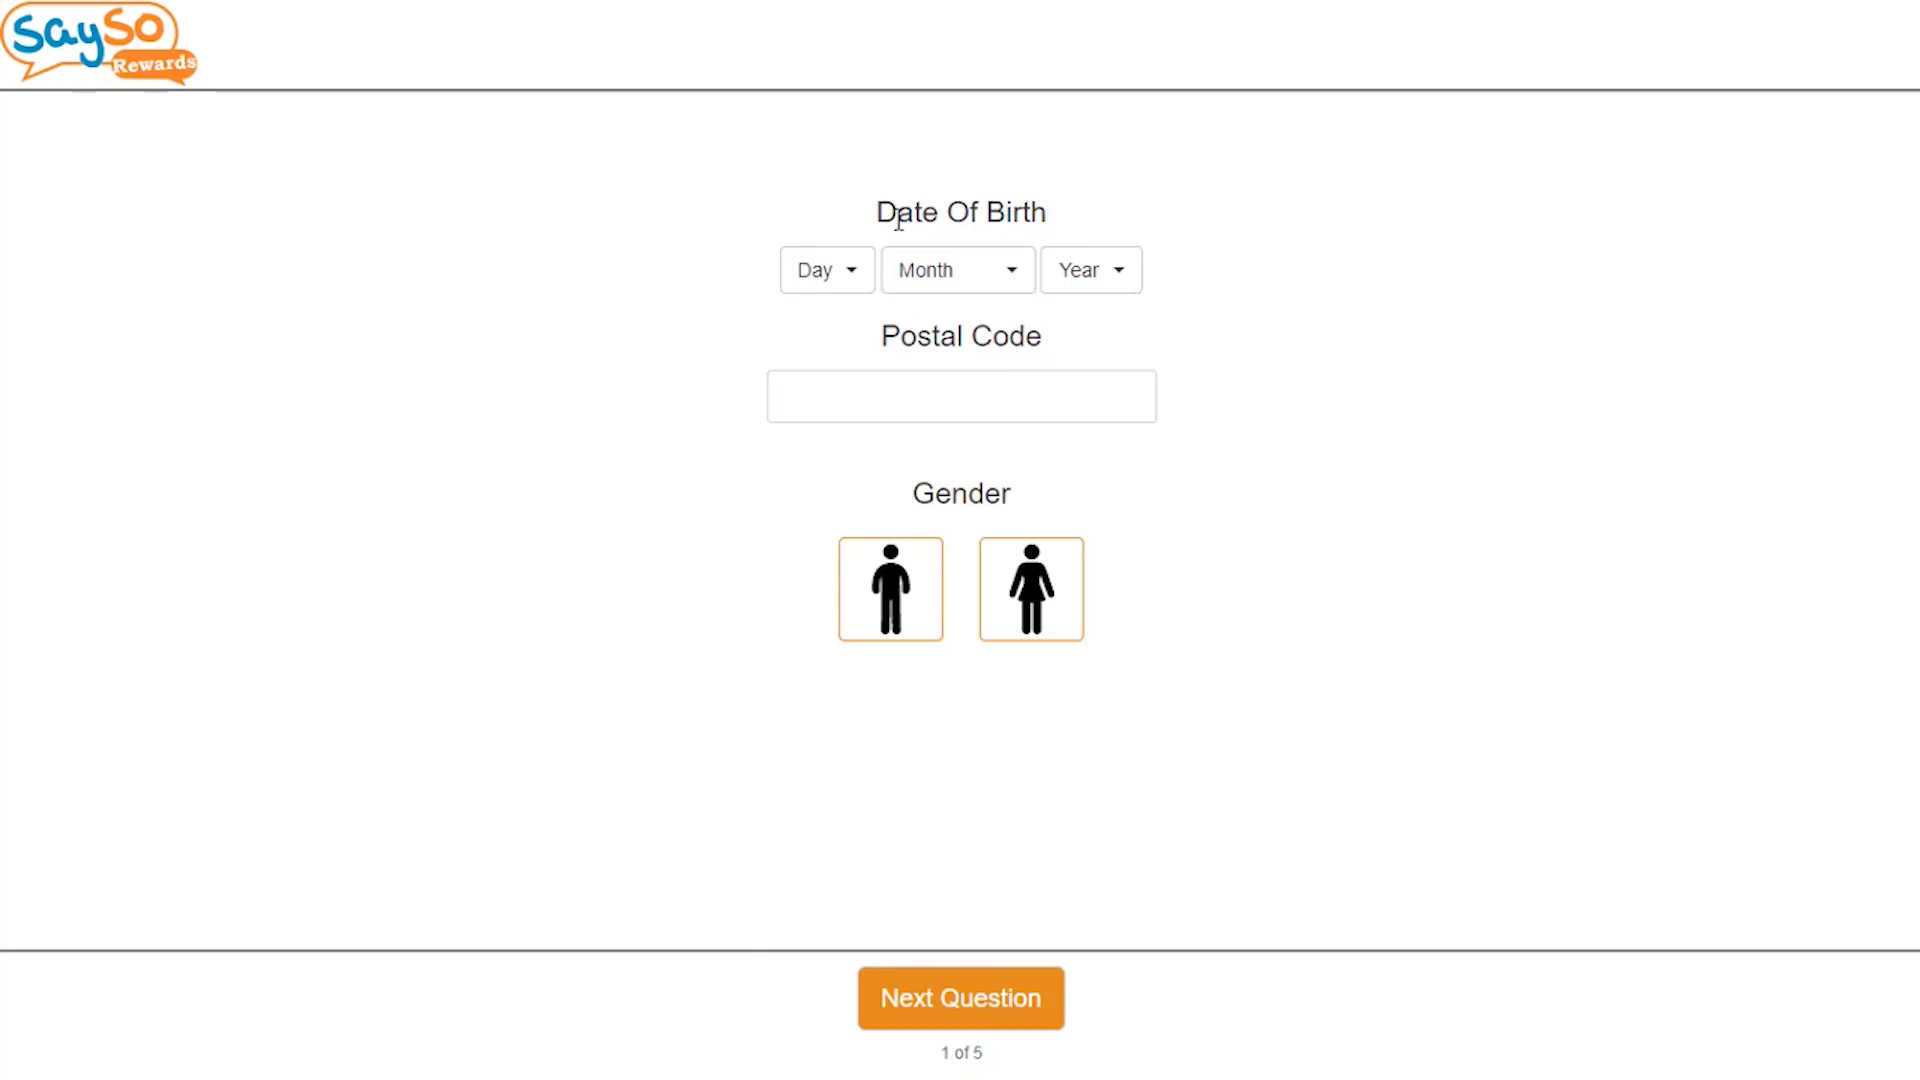 saySo
Rewards
Date Of Birth
Day Month Year
Postal Code
Gender
Next Question
1 of 5